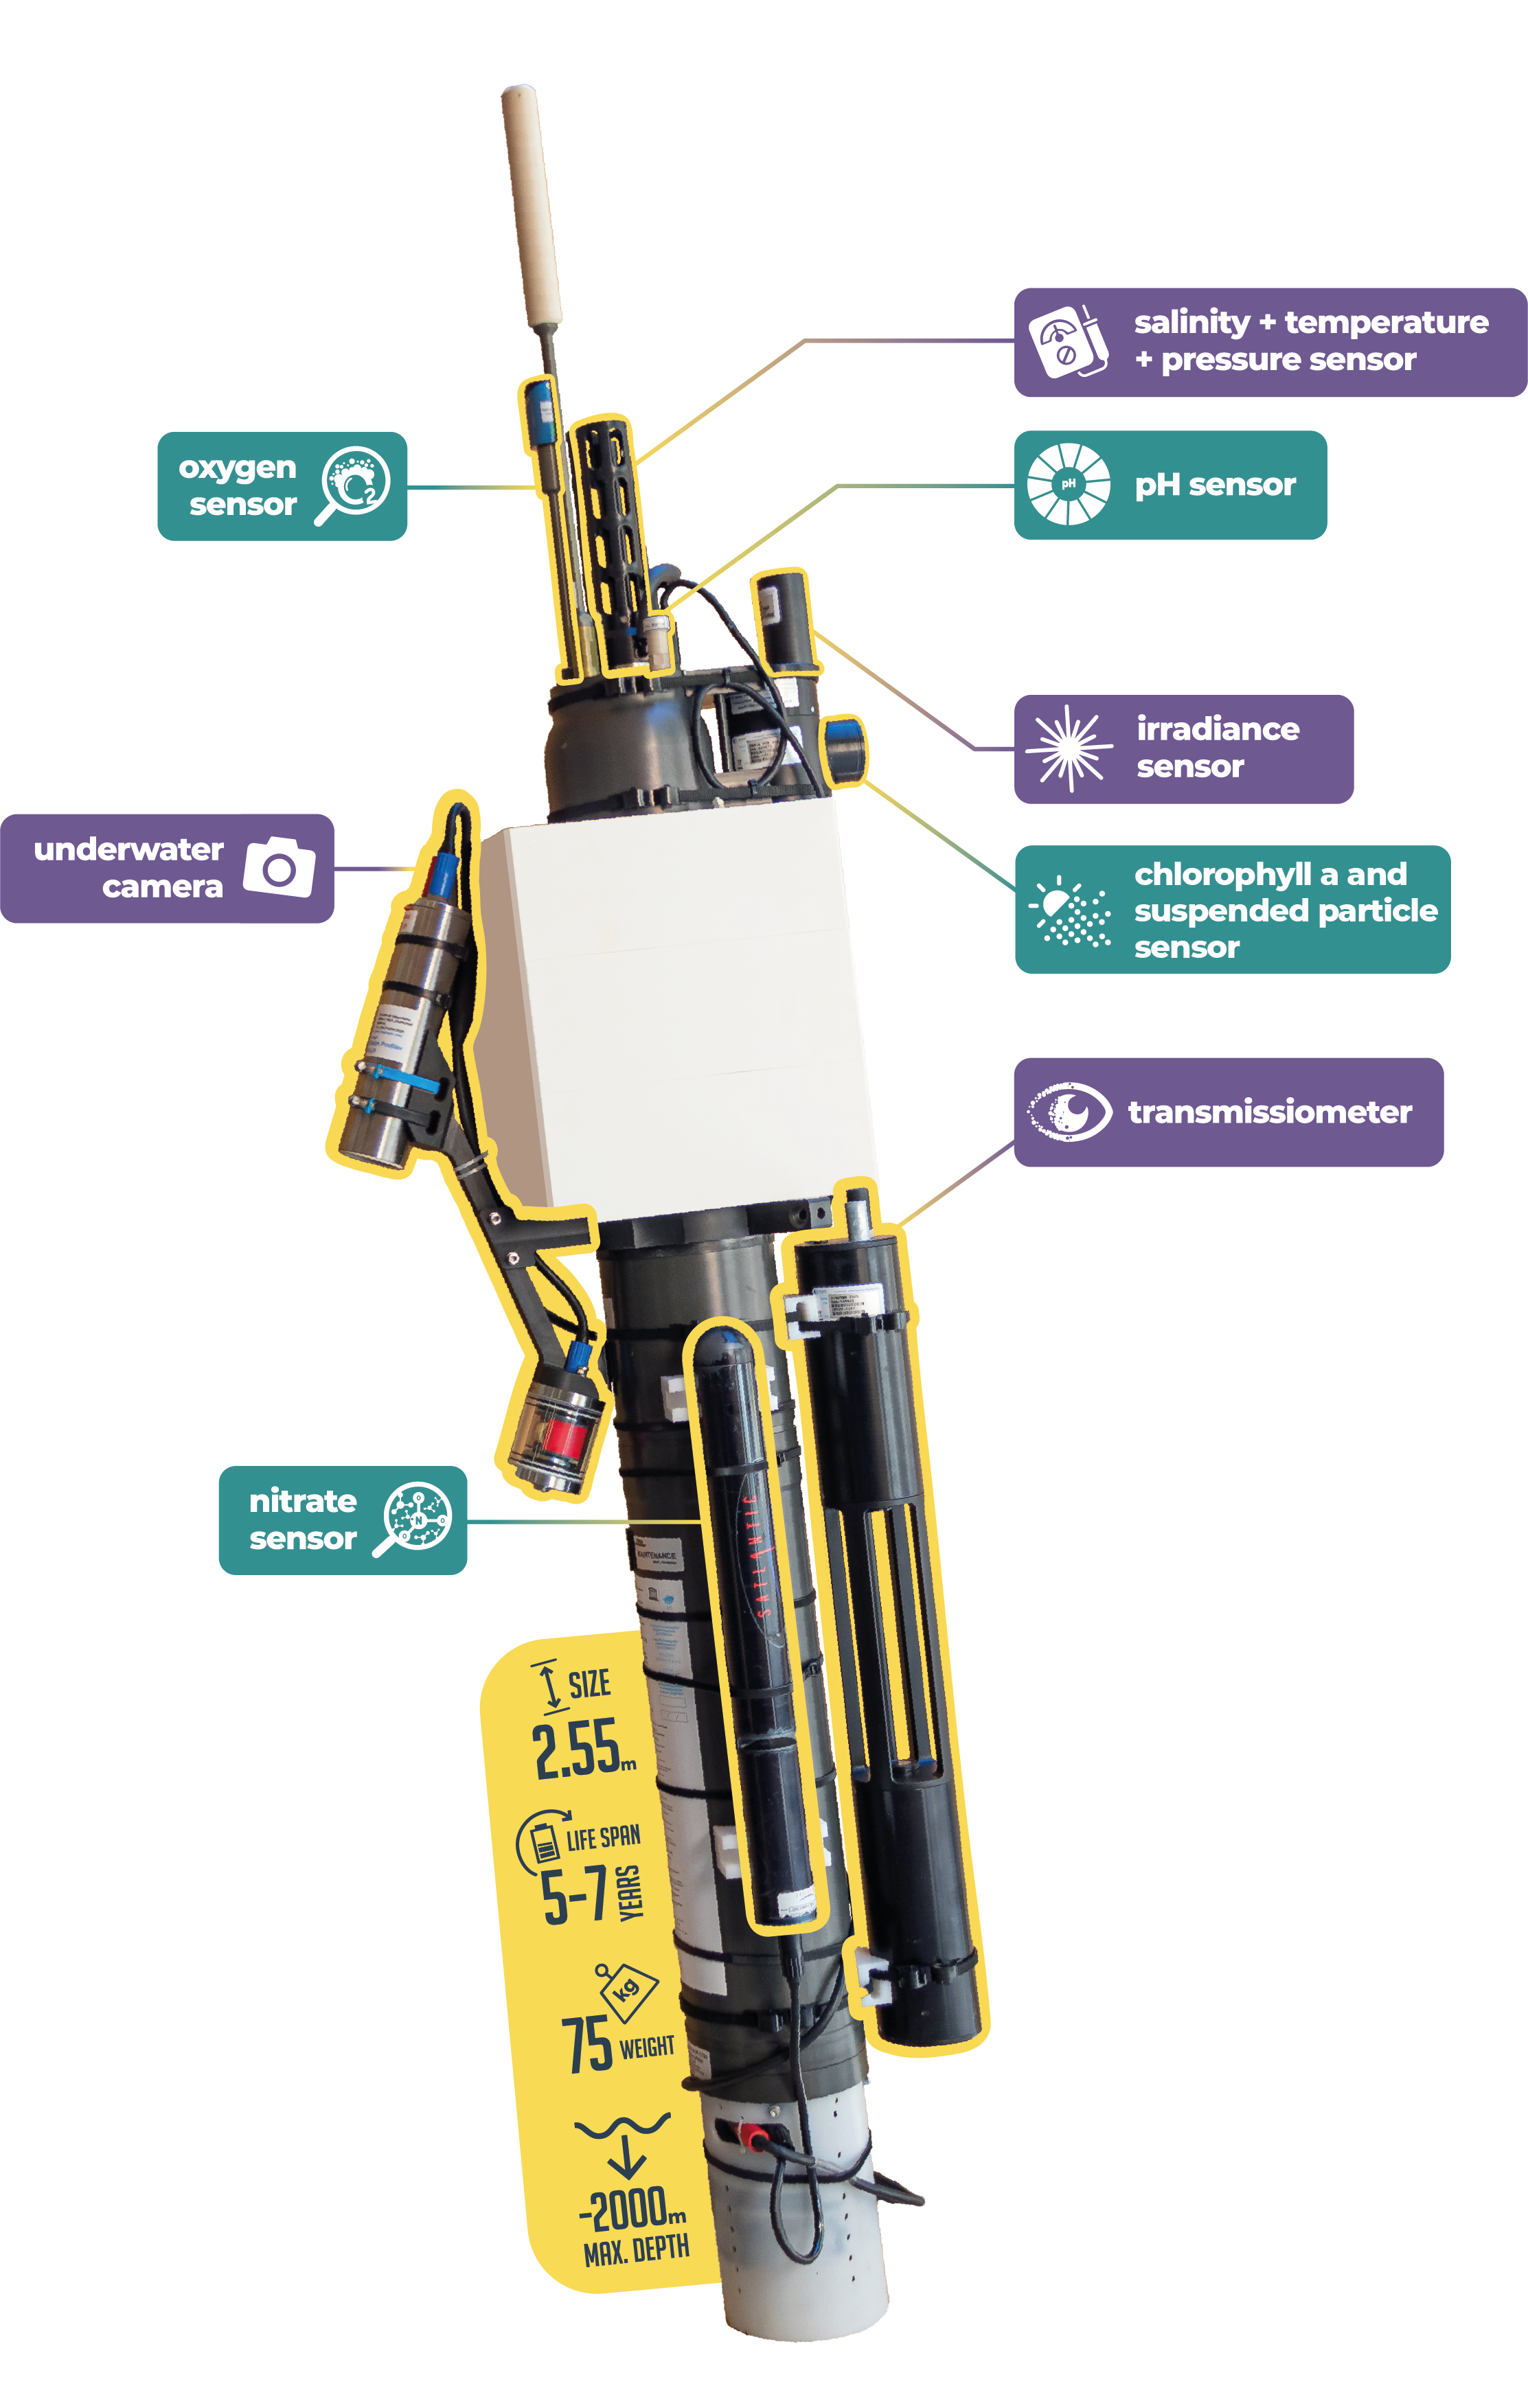 salinity + temperature
+ pressure sensor
oxygen
sensor
O2
pH
pH sensor
irradiance
sensor
underwater
camera
chlorophyll a and
suspended particle
sensor
transmissiometer
nitrate
sensor
O
N
O
O
SATLANTIC
MAINTENANCE
SIZE
2.55m
LIFE SPAN
5-7
YEARS
kg
75 WEIGHT
-2000m
MAX. DEPTH